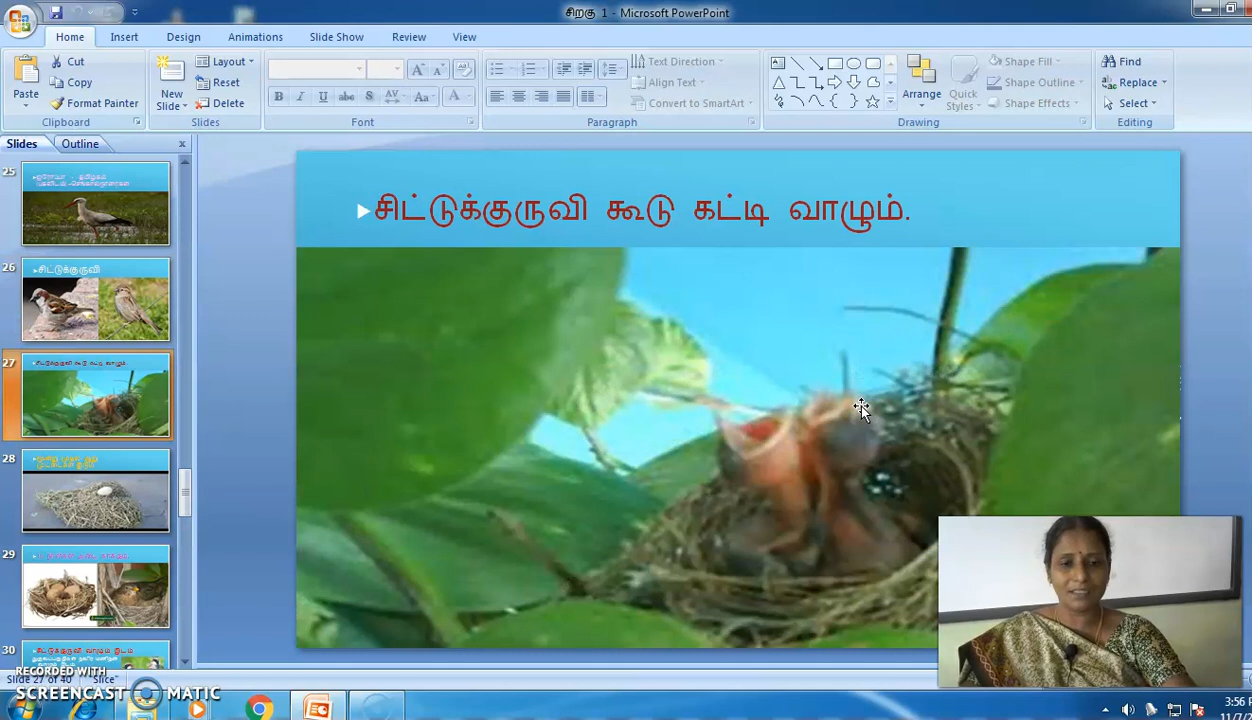 சிறகு 1 - Microsoft PowerPoint
Home Insert Design Animations Slide Show Review View
Paste
Cut
Copy
Format Painter
Clipboard
New Slide
Layout
Reset
Delete
Slides
Font
Text Direction
Align Text
Convert to SmartArt
Paragraph
Arrange
Quick Styles
Shape Fill
Shape Outline
Shape Effects
Drawing
Find
Replace
Select
Editing
Slides Outline
25
26
சிட்டுக்குருவி
27
சிட்டுக்குருவி கூடு கட்டி வாழும்.
28
29
30
சிட்டுக்குருவி வாழும் இடம்
சிட்டுக்குருவி கூடு கட்டி வாழும்.
Slide 27 of 40
RECORDED WITH
SCREENCAST MATIC
3:56